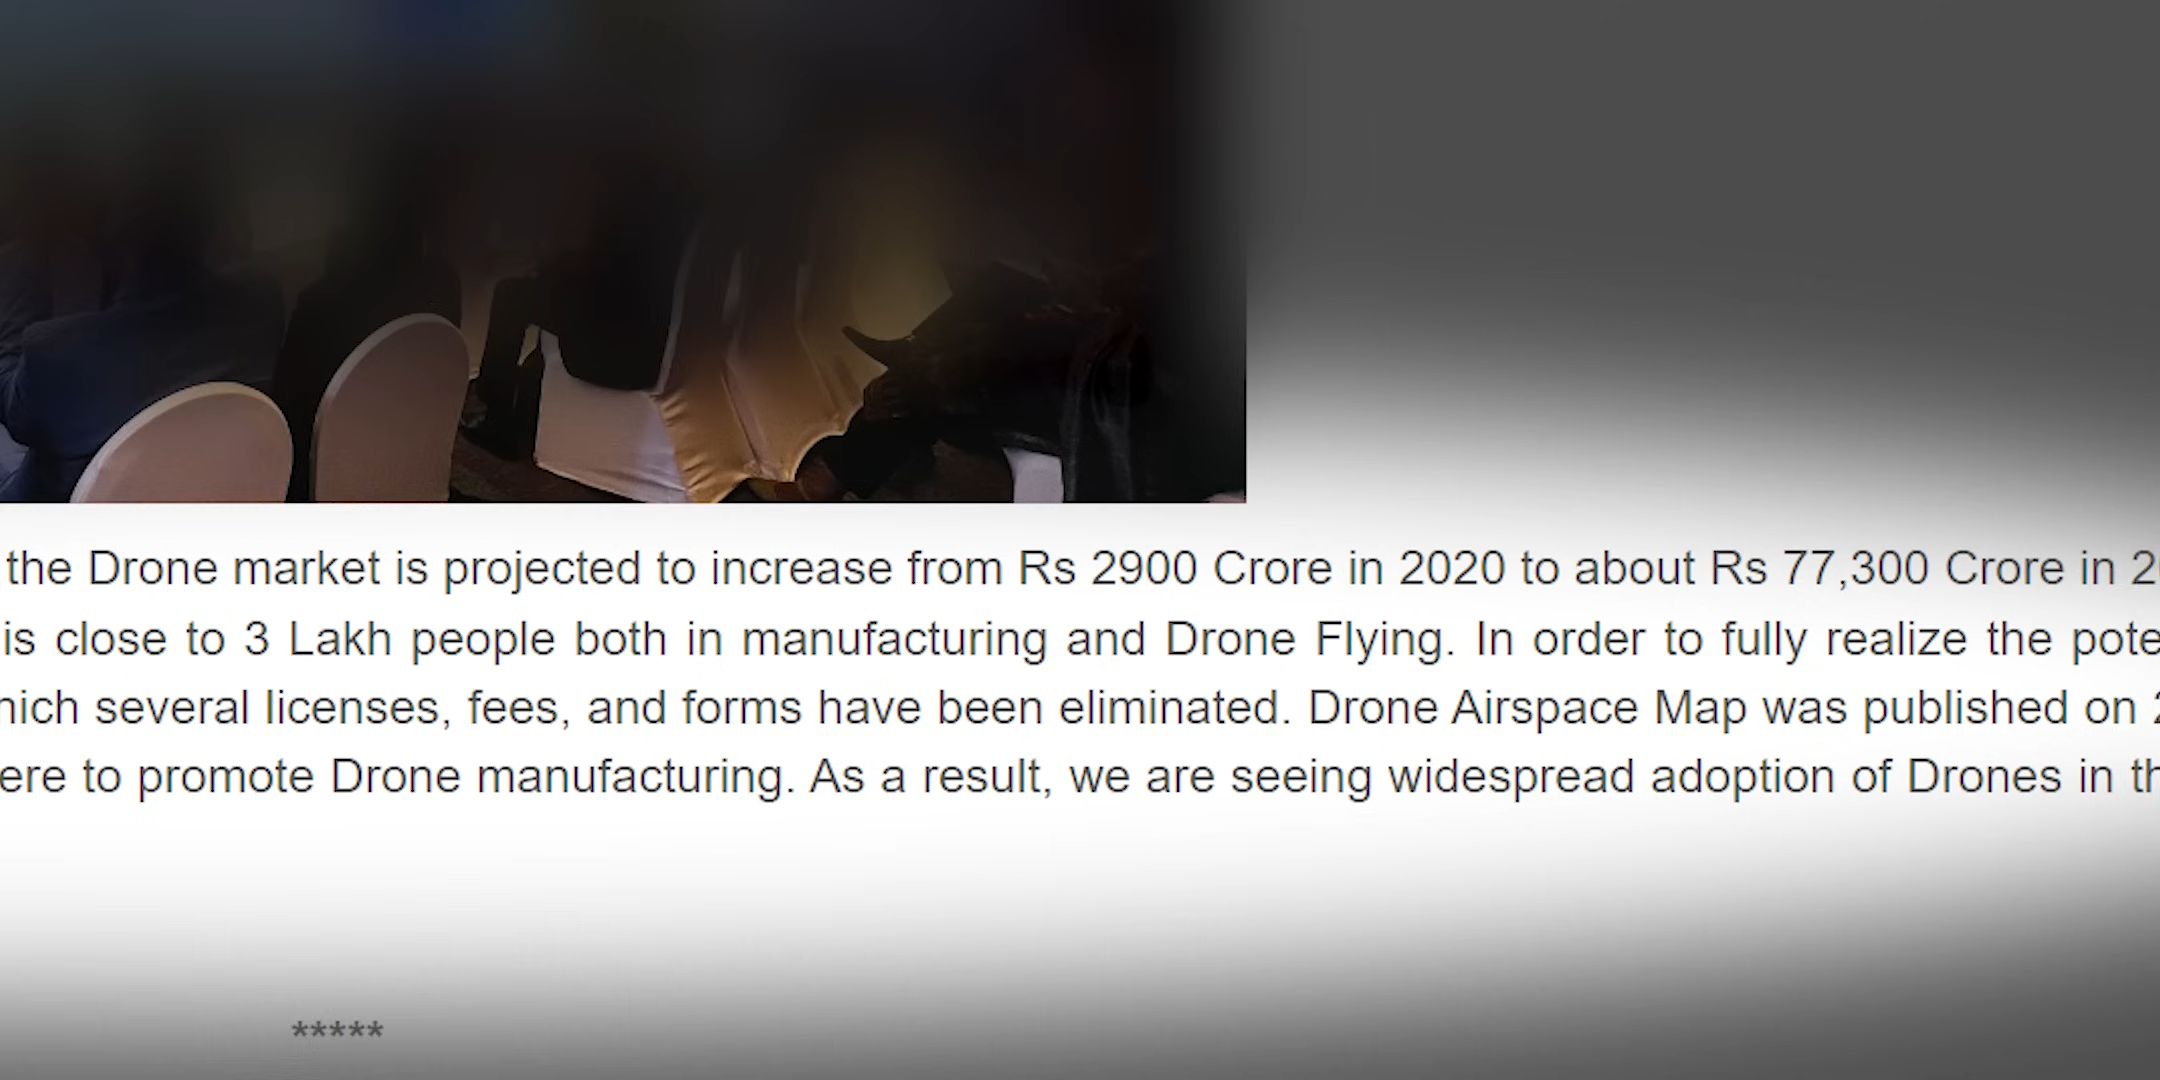 the Drone market is projected to increase from Rs 2900 Crore in 2020 to about Rs 77,300 Crore in
is close to 3 Lakh people both in manufacturing and Drone Flying. In order to fully realize the
several licenses, fees, and forms have been eliminated. Drone Airspace Map was published on
to promote Drone manufacturing. As a result, we are seeing widespread adoption of Drones in
*****